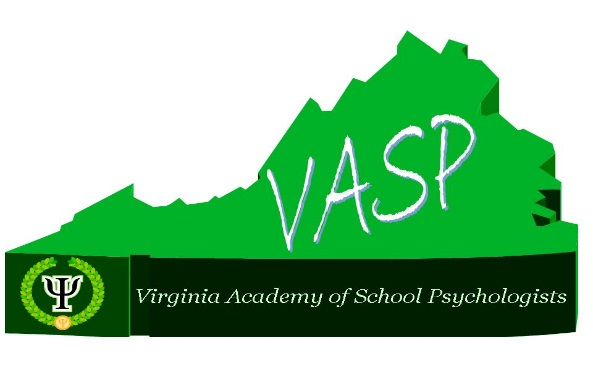 VASP
Ψ
Virginia Academy of School Psychologists